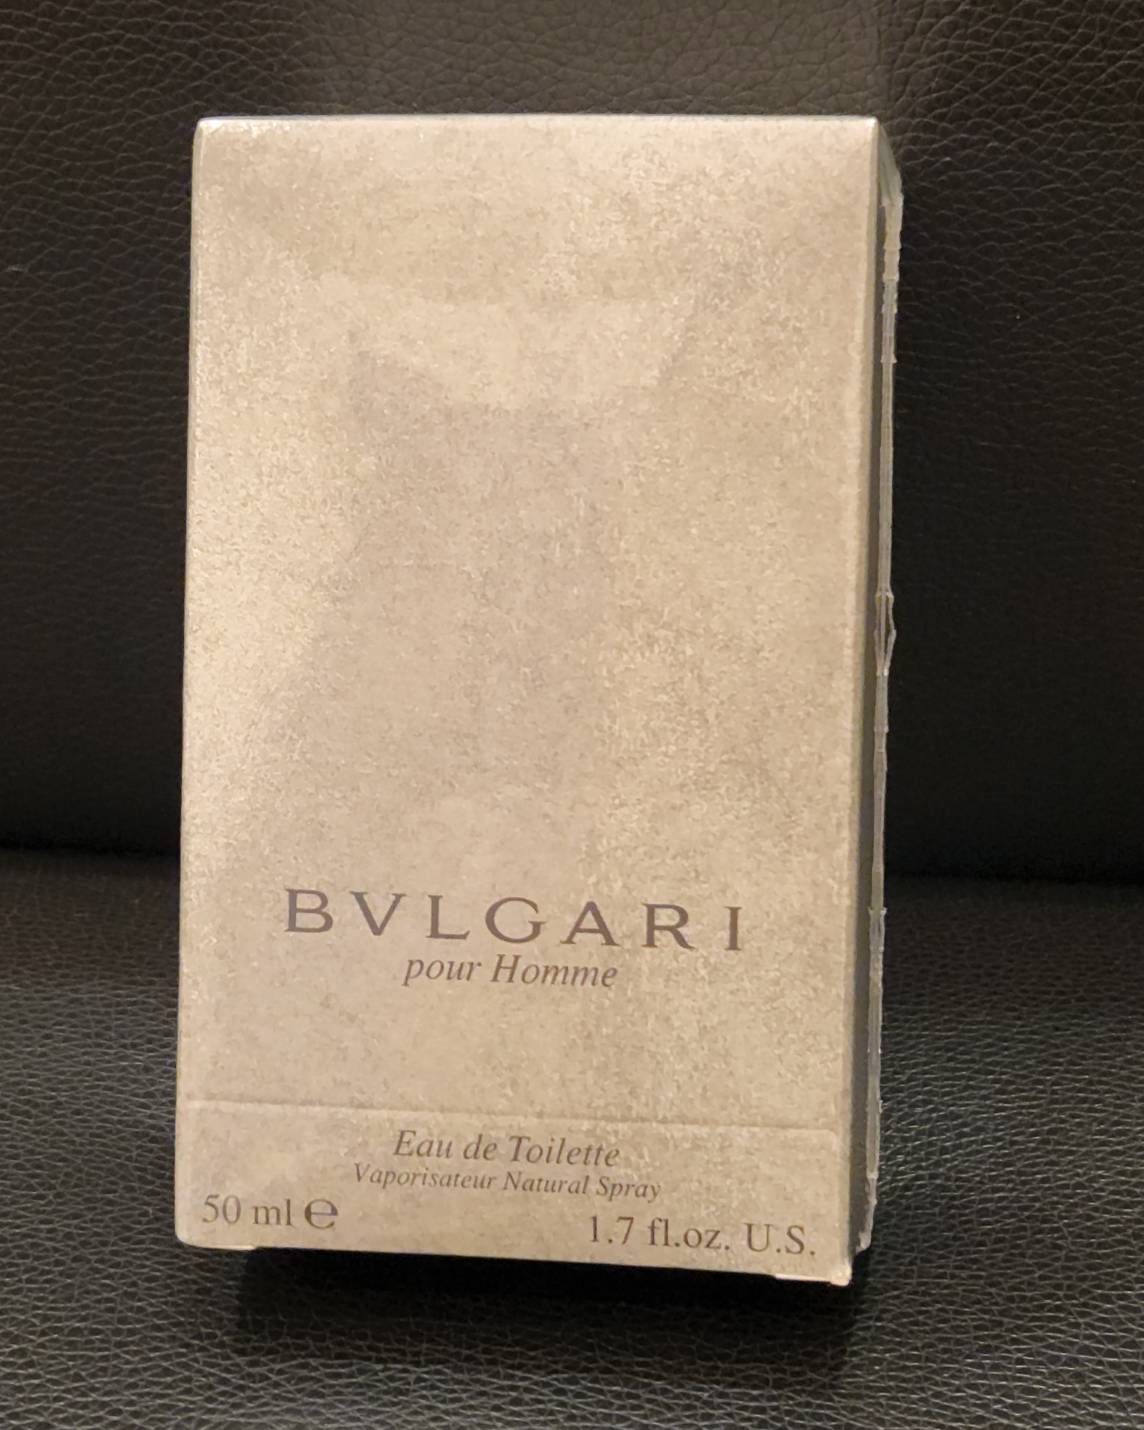 BVLGARI
pour Homme
Eau de Toilette
Vaporisateur Natural Spray
50 ml ℮
1.7 fl.oz. U.S.